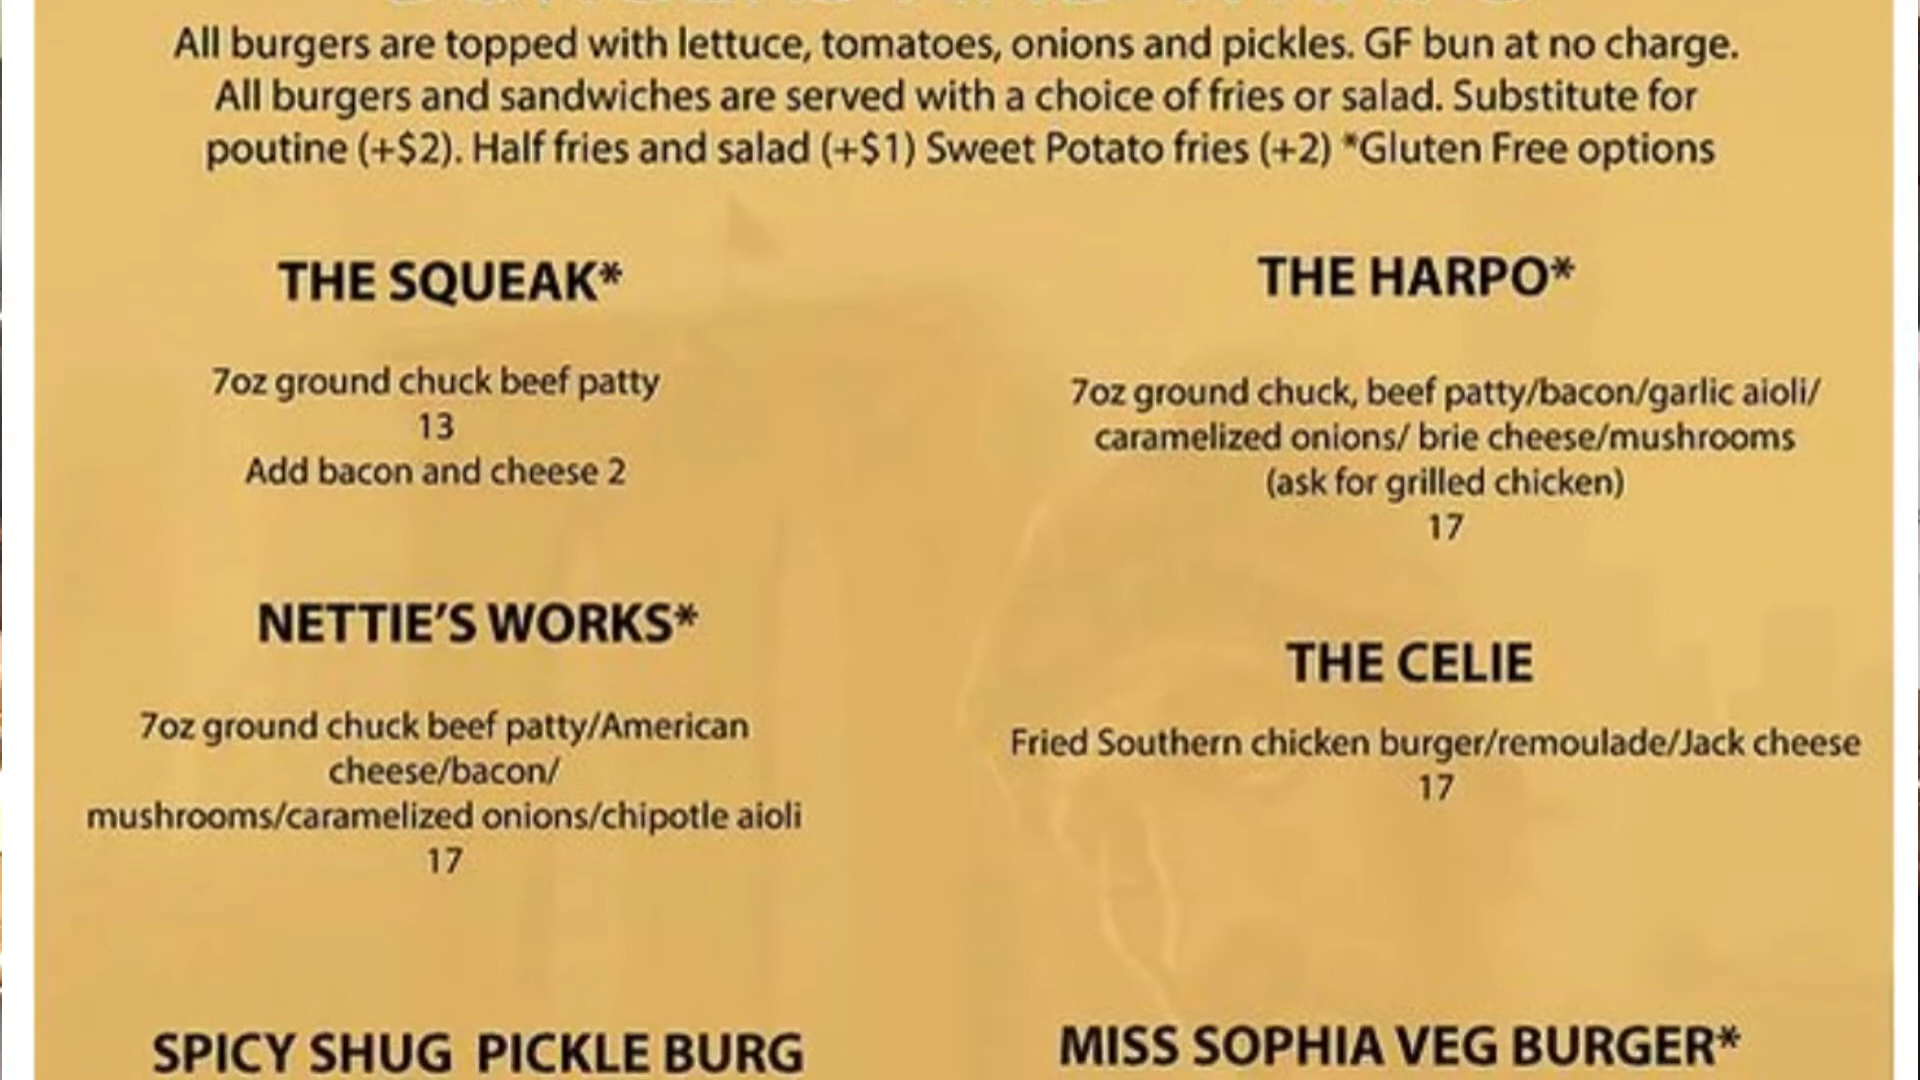 All burgers are topped with lettuce, tomatoes, onions and pickles. GF bun at no charge.
All burgers and sandwiches are served with a choice of fries or salad. Substitute for
poutine (+$2). Half fries and salad (+$1) Sweet Potato fries (+2) *Gluten Free options
THE SQUEAK*
7oz ground chuck beef patty
13
Add bacon and cheese 2
THE HARPO*
7oz ground chuck, beef patty/bacon/garlic aioli/
caramelized onions/ brie cheese/mushrooms
(ask for grilled chicken)
17
NETTIE'S WORKS*
7oz ground chuck beef patty/American
cheese/bacon/
mushrooms/caramelized onions/chipotle aioli
17
THE CELIE
Fried Southern chicken burger/remoulade/Jack cheese
17
SPICY SHUG PICKLE BURG
MISS SOPHIA VEG BURGER*